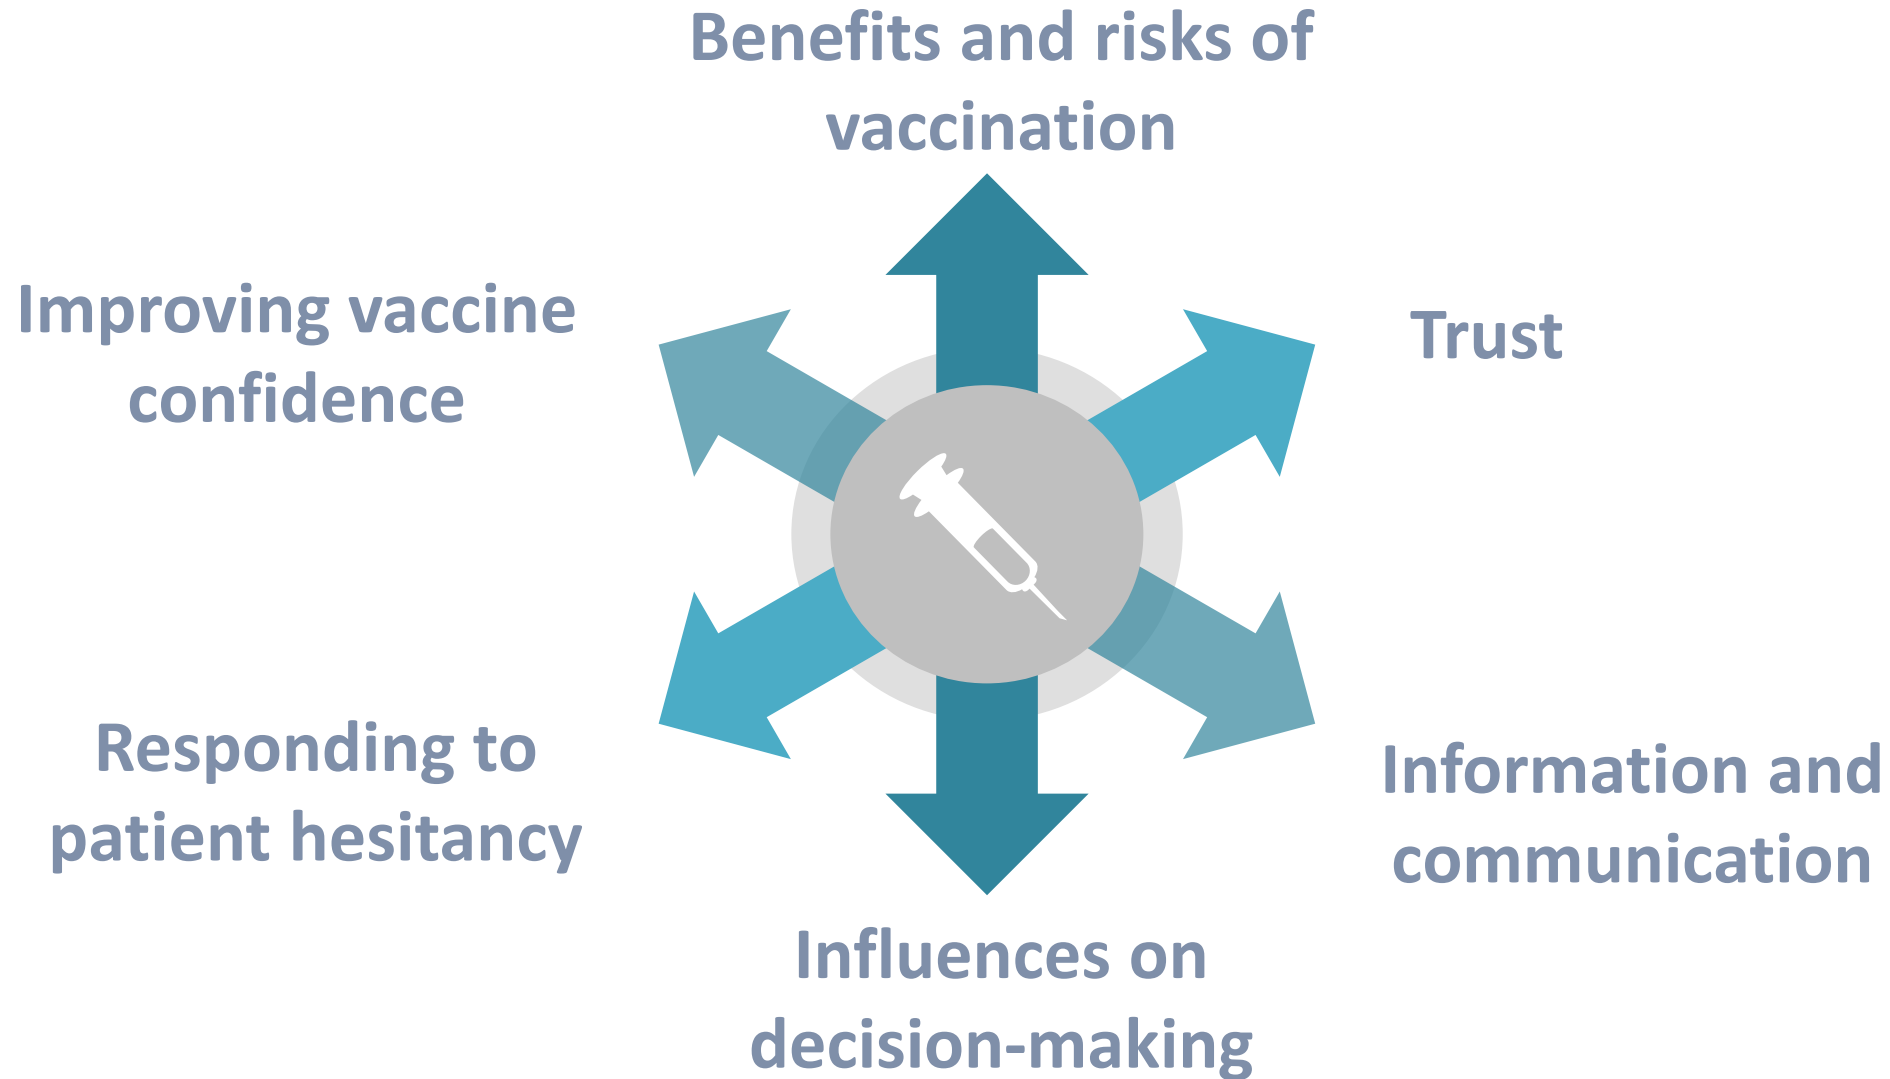 Benefits and risks of
vaccination
Improving vaccine
confidence
Trust
Responding to
patient hesitancy
Information and
communication
Influences on
decision-making